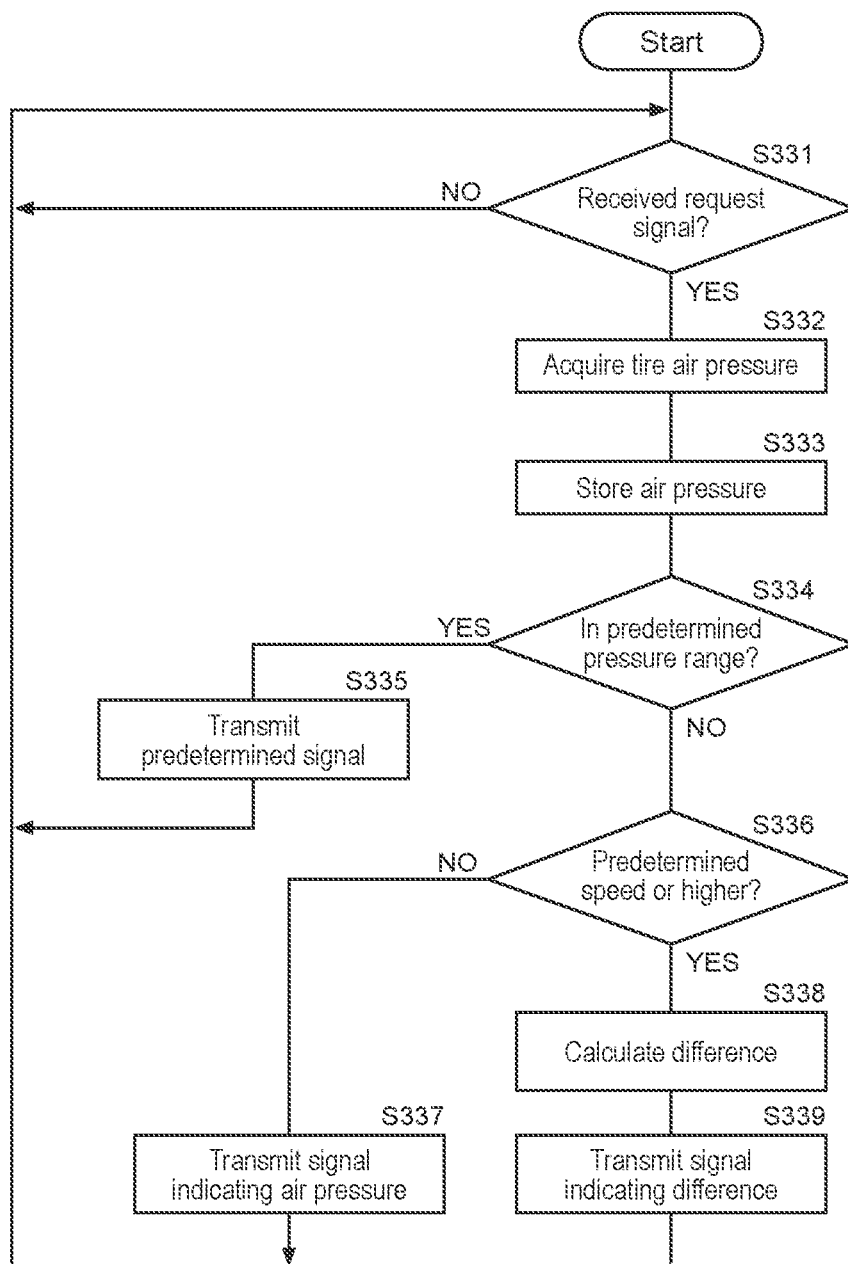 Start
S331
NO
Received request
signal?
YES
S332
Acquire tire air pressure
S333
Store air pressure
S334
YES
In predetermined
pressure range?
S335
Transmit
predetermined signal
NO
S336
NO
Predetermined
speed or higher?
YES
S338
Calculate difference
S337
S339
Transmit signal
indicating air pressure
Transmit signal
indicating difference